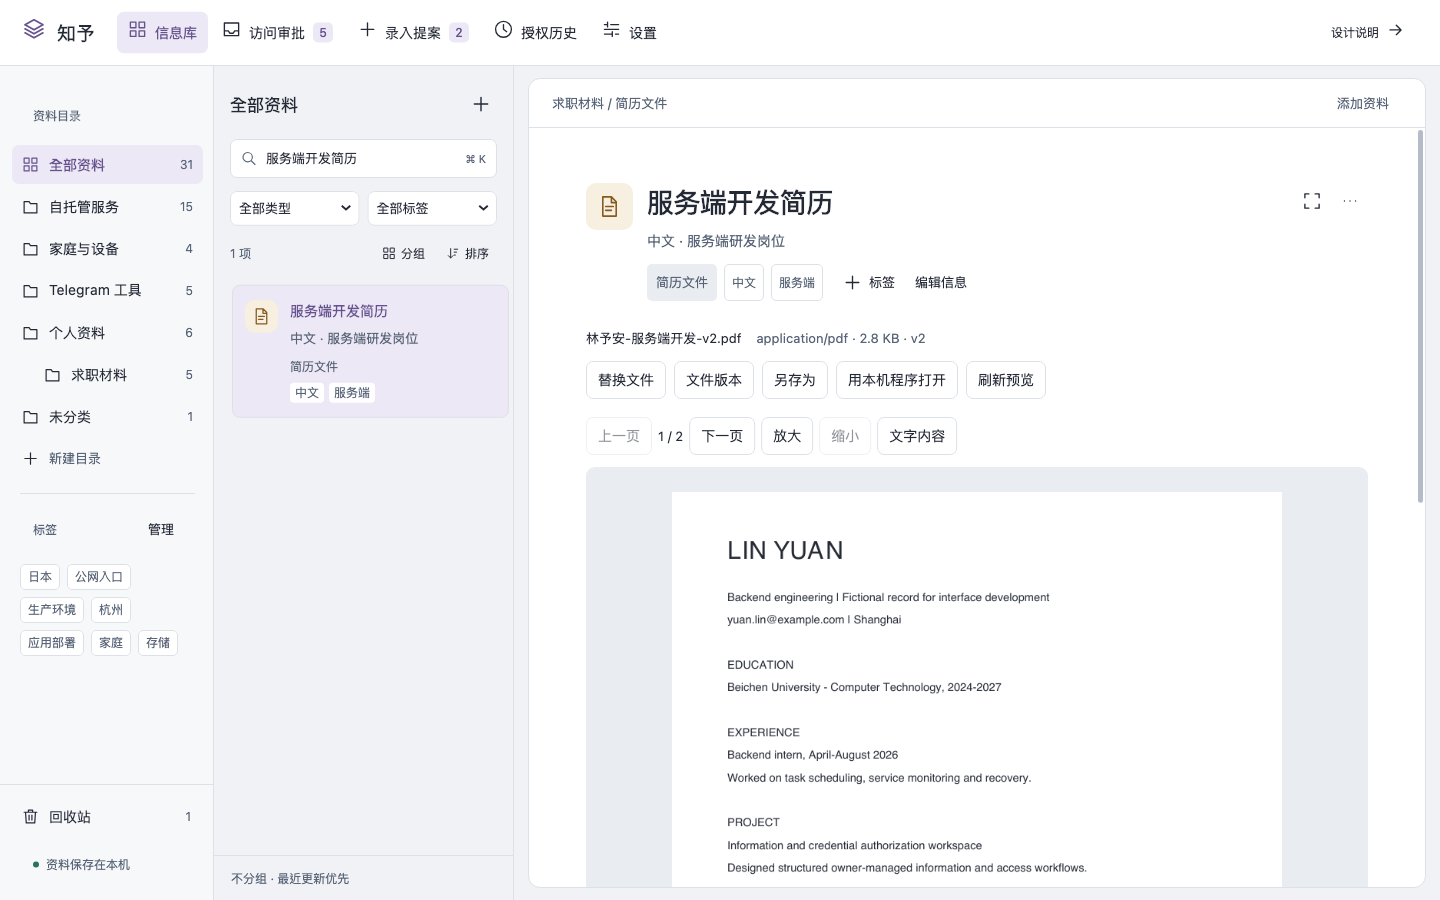 知予
信息库
访问审批 5
录入提案 2
授权历史
设置
设计说明
资料目录
全部资料 31
自托管服务 15
家庭与设备 4
Telegram 工具 5
个人资料 6
求职材料 5
未分类 1
新建目录
标签 管理
日本 公网入口
生产环境 杭州
应用部署 家庭 存储
回收站 1
资料保存在本机
全部资料
服务端开发简历 ⌘ K
全部类型 全部标签
1 项 分组 排序
服务端开发简历
中文 · 服务端研发岗位
简历文件
中文 服务端
不分组 · 最近更新优先
求职材料 / 简历文件 添加资料
服务端开发简历
中文 · 服务端研发岗位
简历文件 中文 服务端 标签 编辑信息
林予安-服务端开发-v2.pdf application/pdf · 2.8 KB · v2
替换文件 文件版本 另存为 用本机程序打开 刷新预览
上一页 1 / 2 下一页 放大 缩小 文字内容
LIN YUAN
Backend engineering | Fictional record for interface development
yuan.lin@example.com | Shanghai
EDUCATION
Beichen University - Computer Technology, 2024-2027
EXPERIENCE
Backend intern, April-August 2026
Worked on task scheduling, service monitoring and recovery.
PROJECT
Information and credential authorization workspace
Designed structured owner-managed information and access workflows.